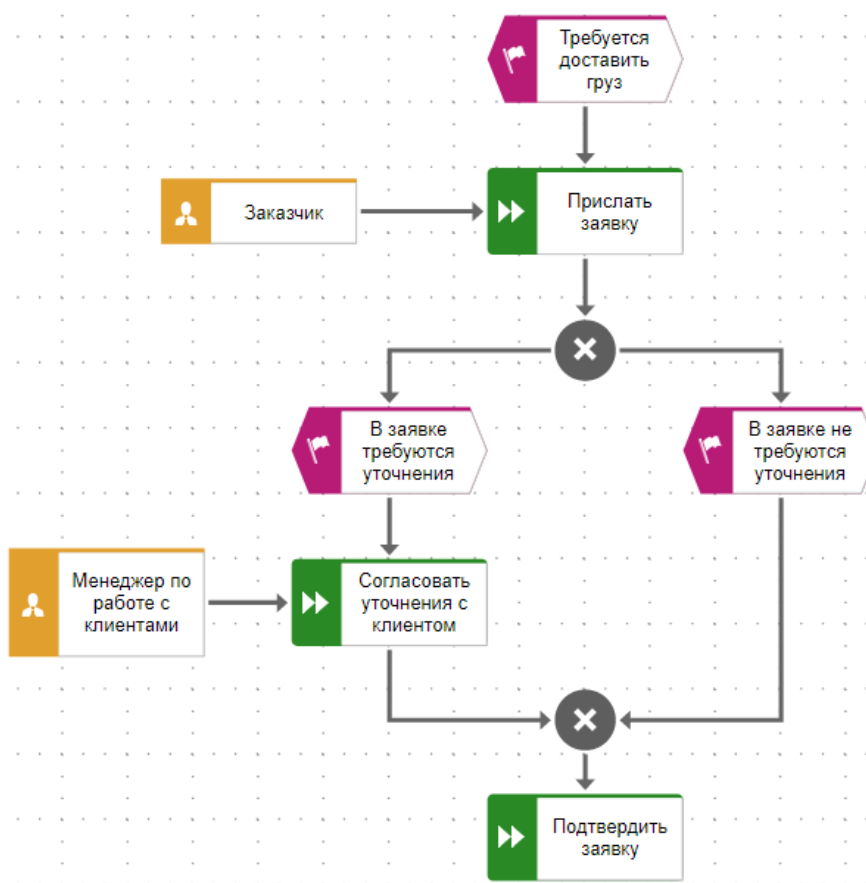 Требуется
доставить
груз
Заказчик
Прислать
заявку
В заявке
требуются
уточнения
В заявке не
требуются
уточнения
Менеджер по
работе с
клиентами
Согласовать
уточнения с
клиентом
Подтвердить
заявку